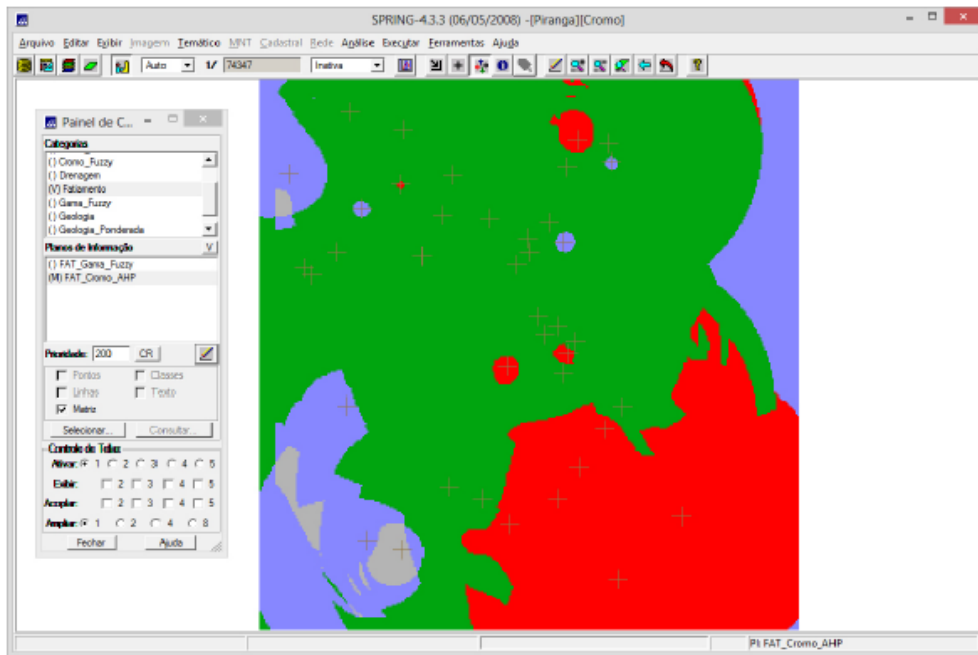 SPRING-4.3.3 (06/05/2008) -[Piranga][Cromo]
Arquivo Editar Exibir Imagem Temático MNT Cadastral Rede Análise Executar Ferramentas Ajuda
Auto 1/ 74347 Inativa
Painel de C...
Categorias
() Cromo_Fuzzy
() Drenagem
(V) Fatiamento
() Gama_Fuzzy
() Geologia
() Geologia_Ponderada
Planos de Informação V
() FAT_Gama_Fuzzy
(M) FAT_Cromo_AHP
Prioridade: 200 CR
Pontos Classes
Linhas Texto
Matriz
Selecionar... Consultar...
Controle de Telas
Ativar: 1 2 3 4 5
Exibir: 2 3 4 5
Acoplar: 2 3 4 5
Ampliar: 1 2 4 8
Fechar Ajuda
PI: FAT_Cromo_AHP